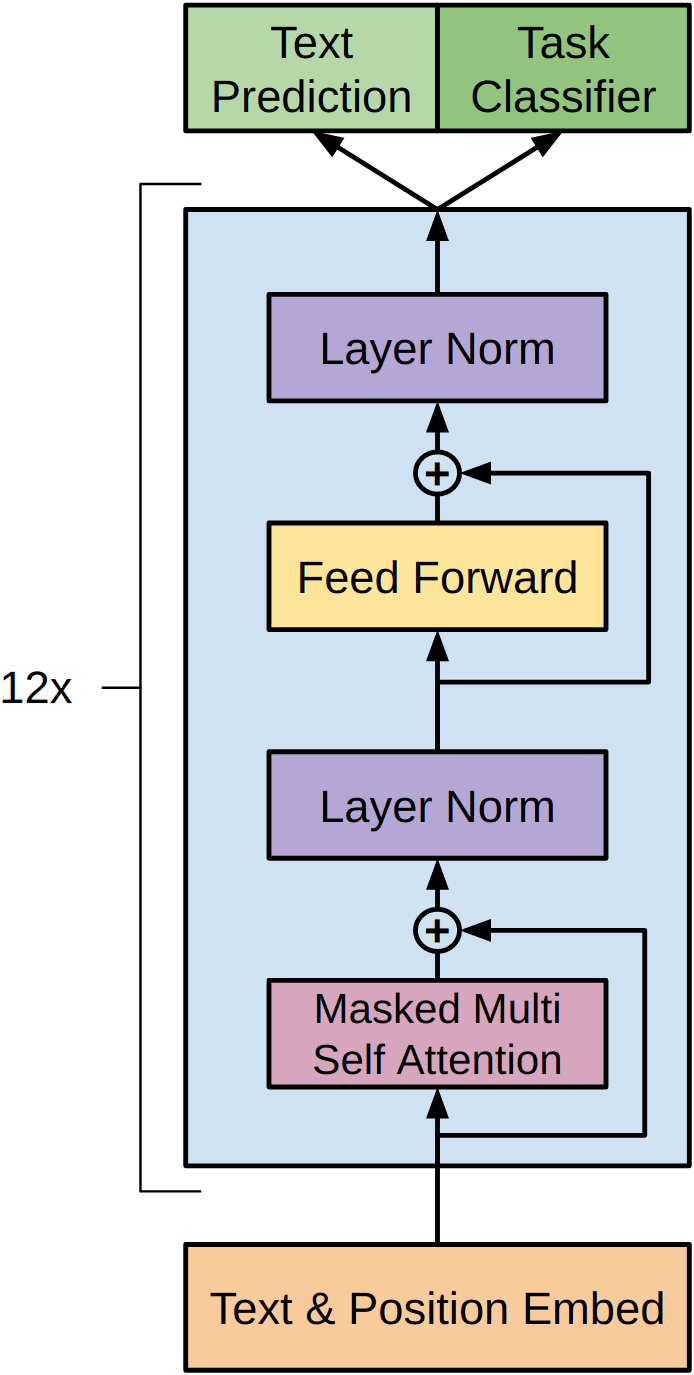 Text
Prediction
Task
Classifier
Layer Norm
+
Feed Forward
12x
Layer Norm
+
Masked Multi
Self Attention
Text & Position Embed